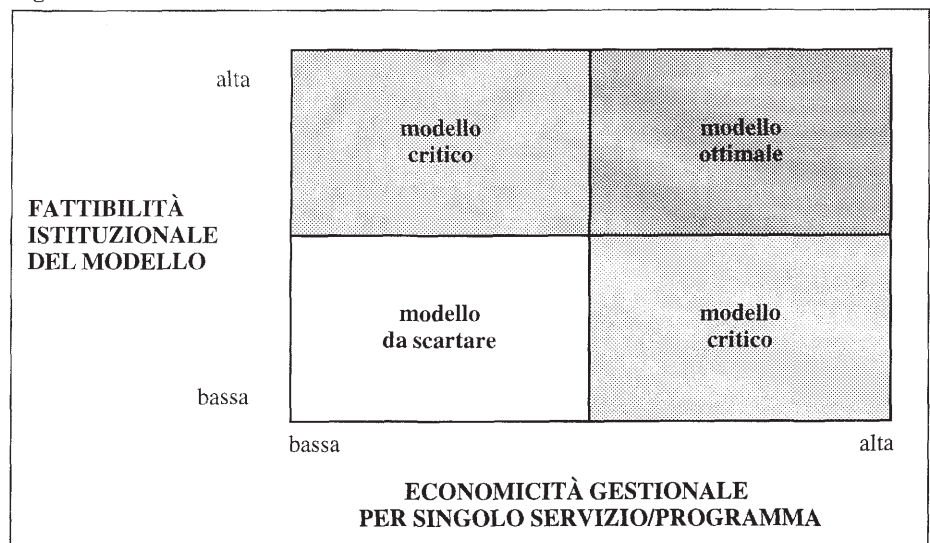 alta
modello
critico
modello
ottimale
FATTIBILITÀ
ISTITUZIONALE
DEL MODELLO
modello
da scartare
modello
critico
bassa
bassa
alta
ECONOMICITÀ GESTIONALE
PER SINGOLO SERVIZIO/PROGRAMMA